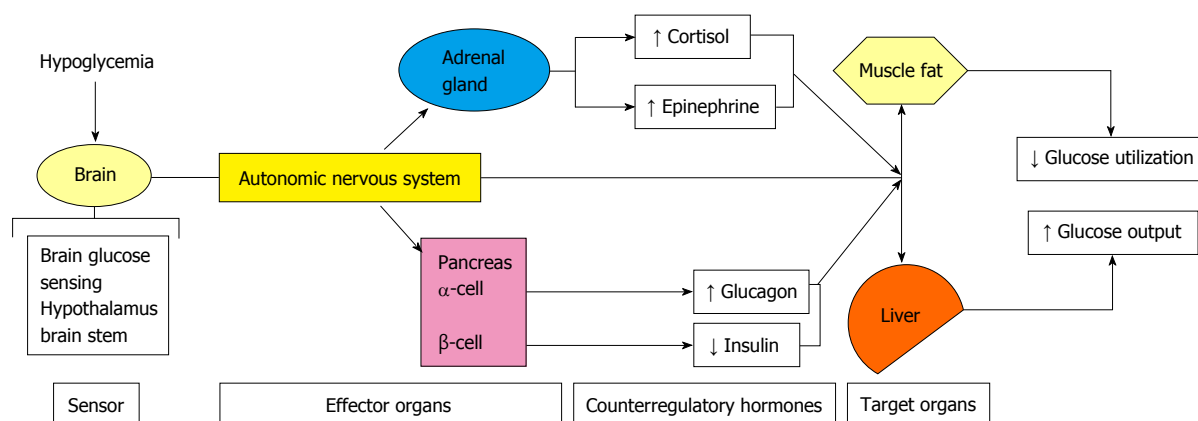 Hypoglycemia
Brain
Brain glucose
sensing
Hypothalamus
brain stem
Autonomic nervous system
Adrenal
gland
Pancreas
α-cell
β-cell
↑ Cortisol
↑ Epinephrine
↑ Glucagon
↓ Insulin
Muscle fat
Liver
↓ Glucose utilization
↑ Glucose output
Sensor
Effector organs
Counterregulatory hormones
Target organs